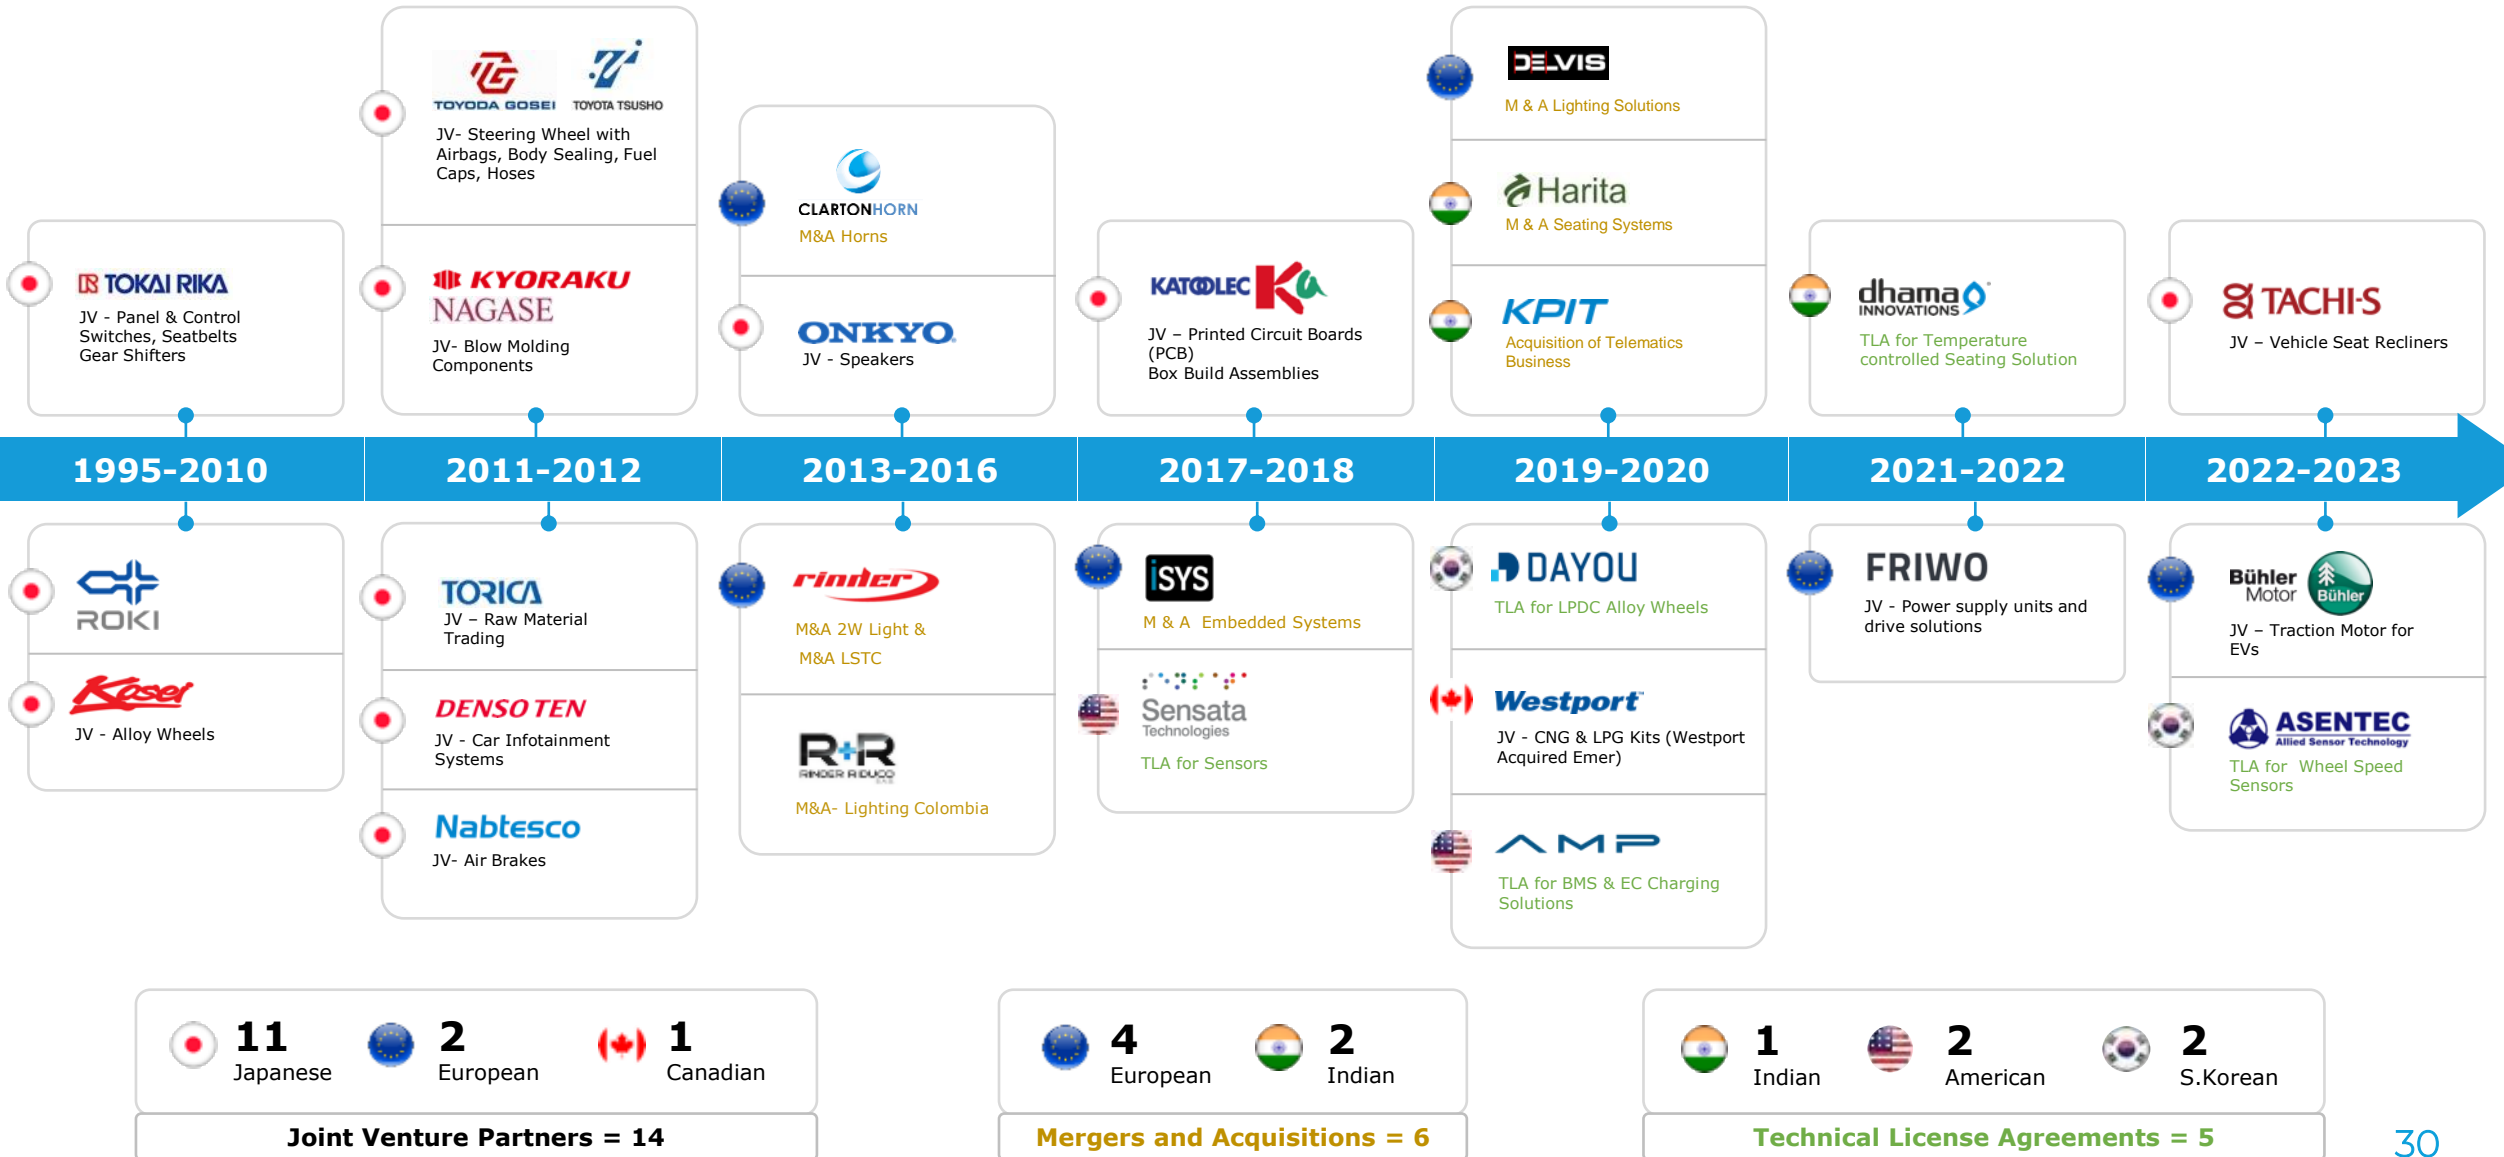 TOYODA GOSEI
TOYOTA TSUSHO
JV- Steering Wheel with
Airbags, Body Sealing, Fuel
Caps, Hoses
DELVIS
M & A Lighting Solutions
CLARTONHORN
M&A Horns
Harita
M & A Seating Systems
TOKAI RIKA
JV - Panel & Control
Switches, Seatbelts
Gear Shifters
KYORAKU
NAGASE
JV- Blow Molding
Components
ONKYO
JV - Speakers
KATOLEC
JV – Printed Circuit Boards
(PCB)
Box Build Assemblies
KPIT
Acquisition of Telematics
Business
dhama
INNOVATIONS
TLA for Temperature
controlled Seating Solution
TACHI-S
JV – Vehicle Seat Recliners
1995-2010
2011-2012
2013-2016
2017-2018
2019-2020
2021-2022
2022-2023
ROKI
Kosei
JV - Alloy Wheels
TORICA
JV – Raw Material
Trading
DENSO TEN
JV - Car Infotainment
Systems
Nabtesco
JV- Air Brakes
rinder
M&A 2W Light &
M&A LSTC
R+R
RINDER RIDUCO
M&A- Lighting Colombia
iSYS
M & A  Embedded Systems
Sensata
Technologies
TLA for Sensors
DAYOU
TLA for LPDC Alloy Wheels
Westport™
JV - CNG & LPG Kits (Westport
Acquired Emer)
AMP
TLA for BMS & EC Charging
Solutions
FRIWO
JV - Power supply units and
drive solutions
Bühler
Motor
Bühler
JV – Traction Motor for
EVs
ASENTEC
Allied Sensor Technology
TLA for  Wheel Speed
Sensors
11
Japanese
2
European
1
Canadian
Joint Venture Partners = 14
4
European
2
Indian
Mergers and Acquisitions = 6
1
Indian
2
American
2
S.Korean
Technical License Agreements = 5
30